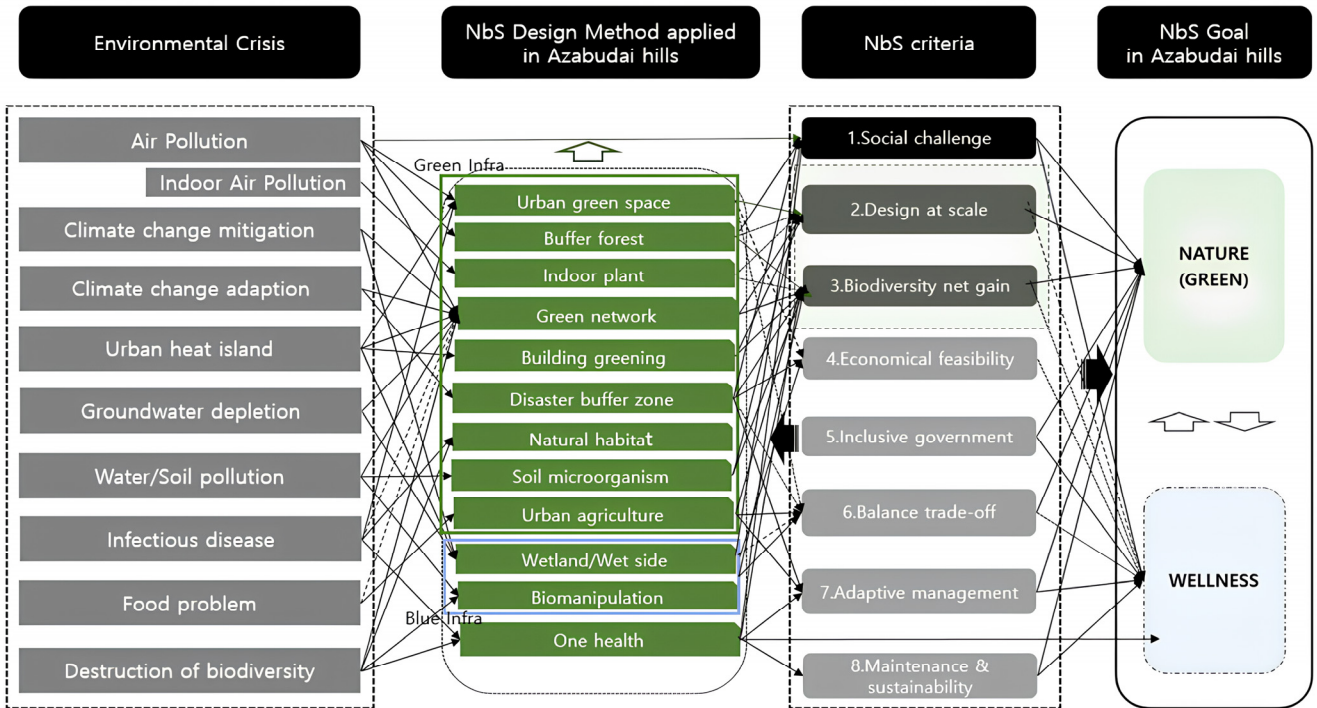 Environmental Crisis
NbS Design Method applied
in Azabudai hills
NbS criteria
NbS Goal
in Azabudai hills
Air Pollution
Indoor Air Pollution
Climate change mitigation
Climate change adaption
Urban heat island
Groundwater depletion
Water/Soil pollution
Infectious disease
Food problem
Destruction of biodiversity
Green Infra
Urban green space
Buffer forest
Indoor plant
Green network
Building greening
Disaster buffer zone
Natural habitat
Soil microorganism
Urban agriculture
Wetland/Wet side
Biomanipulation
Blue Infra
One health
1.Social challenge
2.Design at scale
3.Biodiversity net gain
4.Economical feasibility
5.Inclusive government
6.Balance trade-off
7.Adaptive management
8.Maintenance &
sustainability
NATURE
(GREEN)
WELLNESS